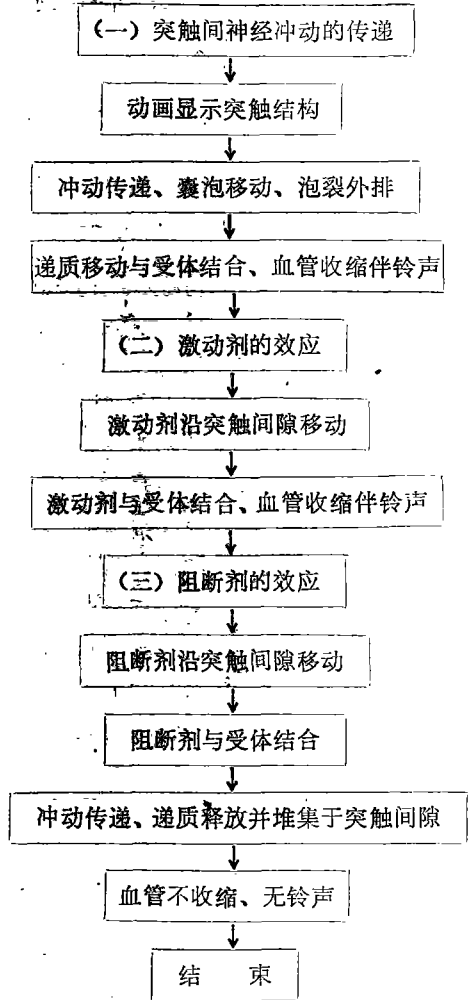 （一）突触间神经冲动的传递
动画显示突触结构
冲动传递、囊泡移动、泡裂外排
递质移动与受体结合、血管收缩伴铃声
（二）激动剂的效应
激动剂沿突触间隙移动
激动剂与受体结合、血管收缩伴铃声
（三）阻断剂的效应
阻断剂沿突触间隙移动
阻断剂与受体结合
冲动传递、递质释放并堆集于突触间隙
血管不收缩、无铃声
结　束